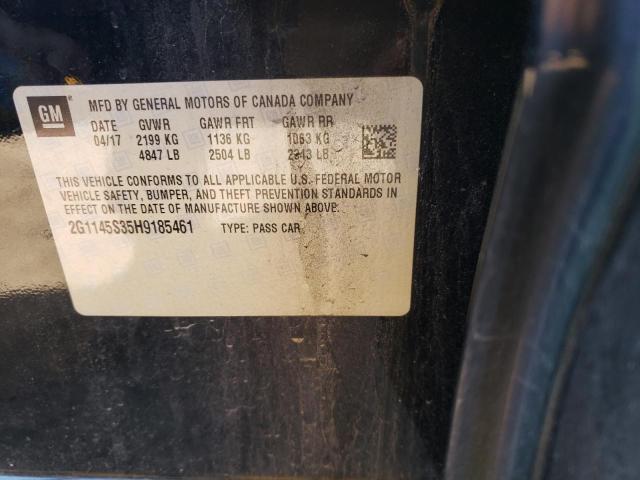 GM
MFD BY GENERAL MOTORS OF CANADA COMPANY
DATE GVWR GAWR FRT GAWR RR
04/17 2199 KG 1136 KG 1063 KG
4847 LB 2504 LB 2343 LB
THIS VEHICLE CONFORMS TO ALL APPLICABLE U.S. FEDERAL MOTOR
VEHICLE SAFETY, BUMPER, AND THEFT PREVENTION STANDARDS IN
EFFECT ON THE DATE OF MANUFACTURE SHOWN ABOVE.
2G1145S35H9185461 TYPE: PASS CAR